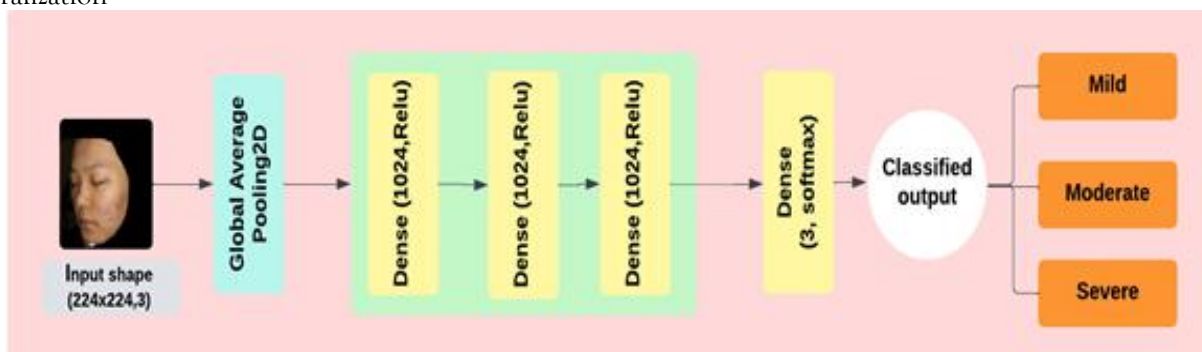 Input shape
(224x224,3)
Global Average
Pooling2D
Dense (1024,Relu)
Dense (1024,Relu)
Dense (1024,Relu)
Dense
(3, softmax)
Classified
output
Mild
Moderate
Severe